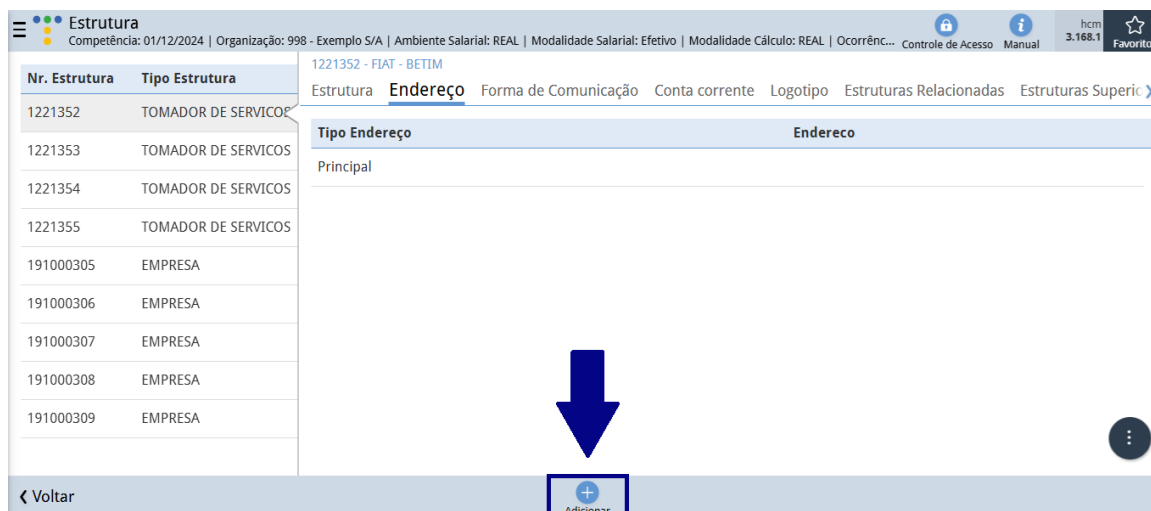 Estrutura
Competência: 01/12/2024 | Organização: 998 - Exemplo S/A | Ambiente Salarial: REAL | Modalidade Salarial: Efetivo | Modalidade Cálculo: REAL | Ocorrênc...
Controle de Acesso
Manual
hcm
3.168.1
Favorito
Nr. Estrutura Tipo Estrutura
1221352 TOMADOR DE SERVICOS
1221353 TOMADOR DE SERVICOS
1221354 TOMADOR DE SERVICOS
1221355 TOMADOR DE SERVICOS
191000305 EMPRESA
191000306 EMPRESA
191000307 EMPRESA
191000308 EMPRESA
191000309 EMPRESA
1221352 - FIAT - BETIM
Estrutura Endereço Forma de Comunicação Conta corrente Logotipo Estruturas Relacionadas Estruturas Superio
Tipo Endereço Endereco
Principal
Voltar
Adicionar